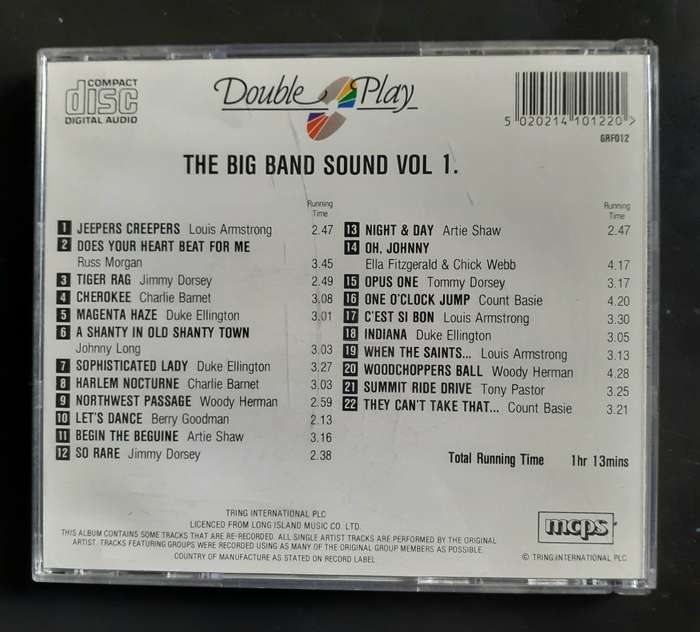 COMPACT
disc
DIGITAL AUDIO
Double Play
5 020214 101220 >
GRF012
THE BIG BAND SOUND VOL 1.
Running
Time
1 JEEPERS CREEPERS Louis Armstrong 2.47
2 DOES YOUR HEART BEAT FOR ME
Russ Morgan 3.45
3 TIGER RAG Jimmy Dorsey 2.49
4 CHEROKEE Charlie Barnet 3.08
5 MAGENTA HAZE Duke Ellington 3.01
6 A SHANTY IN OLD SHANTY TOWN
Johnny Long 3.03
7 SOPHISTICATED LADY Duke Ellington 3.27
8 HARLEM NOCTURNE Charlie Barnet 3.03
9 NORTHWEST PASSAGE Woody Herman 2.59
10 LET'S DANCE Berry Goodman 2.13
11 BEGIN THE BEGUINE Artie Shaw 3.16
12 SO RARE Jimmy Dorsey 2.38
Running
Time
13 NIGHT & DAY Artie Shaw 2.47
14 OH, JOHNNY
Ella Fitzgerald & Chick Webb 4.17
15 OPUS ONE Tommy Dorsey 3.17
16 ONE O'CLOCK JUMP Count Basie 4.20
17 C'EST SI BON Louis Armstrong 3.30
18 INDIANA Duke Ellington 3.05
19 WHEN THE SAINTS... Louis Armstrong 3.13
20 WOODCHOPPERS BALL Woody Herman 4.28
21 SUMMIT RIDE DRIVE Tony Pastor 3.25
22 THEY CAN'T TAKE THAT... Count Basie 3.21
Total Running Time 1hr 13mins
TRING INTERNATIONAL PLC
LICENCED FROM LONG ISLAND MUSIC CO. LTD.
THIS ALBUM CONTAINS SOME TRACKS THAT ARE RE-RECORDED. ALL SINGLE ARTIST TRACKS ARE PERFORMED BY THE ORIGINAL
ARTIST. TRACKS FEATURING GROUPS WERE RECORDED USING AS MANY OF THE ORIGINAL GROUP MEMBERS AS POSSIBLE.
COUNTRY OF MANUFACTURE AS STATED ON RECORD LABEL
mcps
© TRING INTERNATIONAL PLC